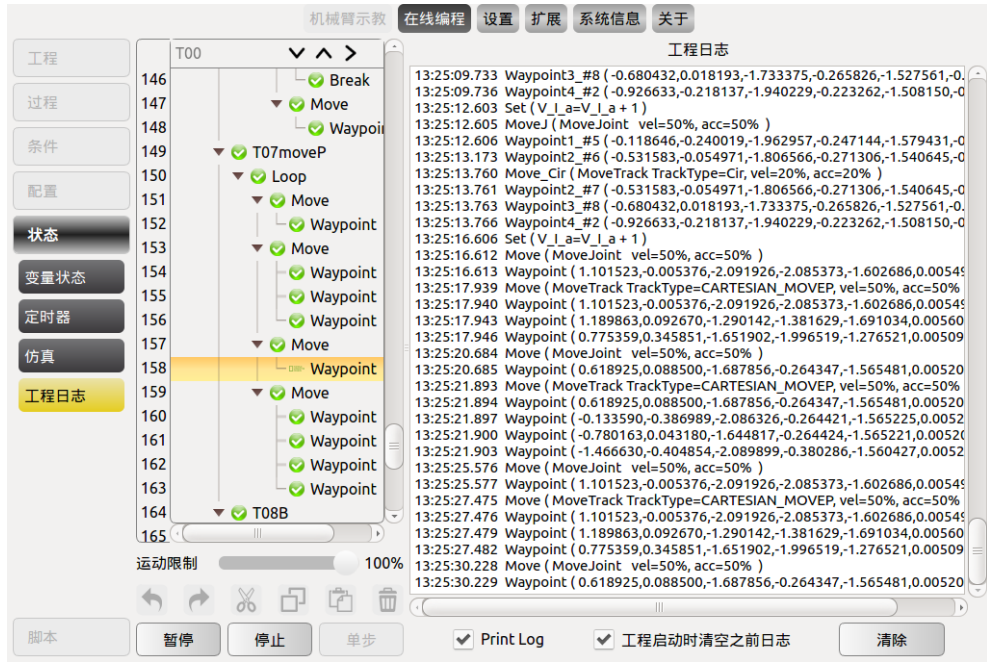 机械臂示教 在线编程 设置 扩展 系统信息 关于
工程
过程
条件
配置
状态
变量状态
定时器
仿真
工程日志
脚本
T00
146 Break
147 Move
148 Waypoi
149 T07moveP
150 Loop
151 Move
152 Waypoint
153 Move
154 Waypoint
155 Waypoint
156 Waypoint
157 Move
158 Waypoint
159 Move
160 Waypoint
161 Waypoint
162 Waypoint
163 Waypoint
164 T08B
165
运动限制 100%
暂停 停止 单步
工程日志
13:25:09.733 Waypoint3_#8 ( -0.680432,0.018193,-1.733375,-0.265826,-1.527561,-0.
13:25:09.736 Waypoint4_#2 ( -0.926633,-0.218137,-1.940229,-0.223262,-1.508150,-0
13:25:12.603 Set ( V_I_a=V_I_a + 1 )
13:25:12.605 MoveJ ( MoveJoint vel=50%, acc=50% )
13:25:12.606 Waypoint1_#5 ( -0.118646,-0.240019,-1.962957,-0.247144,-1.579431,-0
13:25:13.173 Waypoint2_#6 ( -0.531583,-0.054971,-1.806566,-0.271306,-1.540645,-0
13:25:13.760 Move_Cir ( MoveTrack TrackType=Cir, vel=20%, acc=20% )
13:25:13.761 Waypoint2_#7 ( -0.531583,-0.054971,-1.806566,-0.271306,-1.540645,-0
13:25:13.763 Waypoint3_#8 ( -0.680432,0.018193,-1.733375,-0.265826,-1.527561,-0.
13:25:13.766 Waypoint4_#2 ( -0.926633,-0.218137,-1.940229,-0.223262,-1.508150,-0
13:25:16.606 Set ( V_I_a=V_I_a + 1 )
13:25:16.612 Move ( MoveJoint vel=50%, acc=50% )
13:25:16.613 Waypoint ( 1.101523,-0.005376,-2.091926,-2.085373,-1.602686,0.00549
13:25:17.939 Move ( MoveTrack TrackType=CARTESIAN_MOVEP, vel=50%, acc=50%
13:25:17.940 Waypoint ( 1.101523,-0.005376,-2.091926,-2.085373,-1.602686,0.00549
13:25:17.943 Waypoint ( 1.189863,0.092670,-1.290142,-1.381629,-1.691034,0.00560
13:25:17.946 Waypoint ( 0.775359,0.345851,-1.651902,-1.996519,-1.276521,0.00509
13:25:20.684 Move ( MoveJoint vel=50%, acc=50% )
13:25:20.685 Waypoint ( 0.618925,0.088500,-1.687856,-0.264347,-1.565481,0.00520
13:25:21.893 Move ( MoveTrack TrackType=CARTESIAN_MOVEP, vel=50%, acc=50%
13:25:21.894 Waypoint ( 0.618925,0.088500,-1.687856,-0.264347,-1.565481,0.00520
13:25:21.897 Waypoint ( -0.133590,-0.386989,-2.086326,-0.264421,-1.565225,0.0052
13:25:21.900 Waypoint ( -0.780163,0.043180,-1.644817,-0.264424,-1.565221,0.00520
13:25:21.903 Waypoint ( -1.466630,-0.404854,-2.089899,-0.380286,-1.560427,0.0052
13:25:25.576 Move ( MoveJoint vel=50%, acc=50% )
13:25:25.577 Waypoint ( 1.101523,-0.005376,-2.091926,-2.085373,-1.602686,0.00549
13:25:27.475 Move ( MoveTrack TrackType=CARTESIAN_MOVEP, vel=50%, acc=50%
13:25:27.476 Waypoint ( 1.101523,-0.005376,-2.091926,-2.085373,-1.602686,0.00549
13:25:27.479 Waypoint ( 1.189863,0.092670,-1.290142,-1.381629,-1.691034,0.00560
13:25:27.482 Waypoint ( 0.775359,0.345851,-1.651902,-1.996519,-1.276521,0.00509
13:25:30.228 Move ( MoveJoint vel=50%, acc=50% )
13:25:30.229 Waypoint ( 0.618925,0.088500,-1.687856,-0.264347,-1.565481,0.00520
Print Log 工程启动时清空之前日志 清除